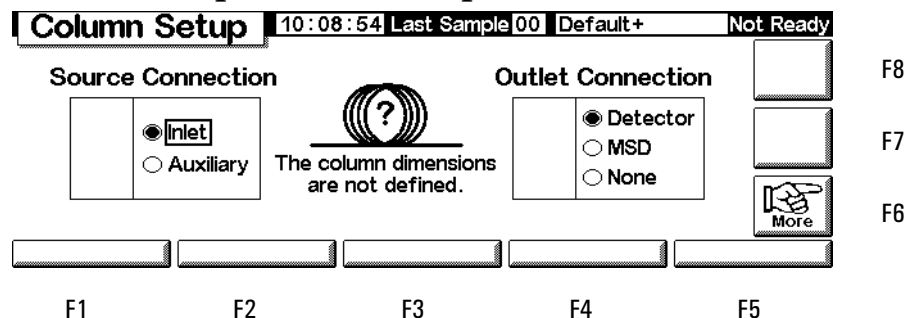 Column Setup 10:08:54 Last Sample 00 Default+ Not Ready
Source Connection
Inlet
Auxiliary
?
The column dimensions
are not defined.
Outlet Connection
Detector
MSD
None
More
F8
F7
F6
F1 F2 F3 F4 F5